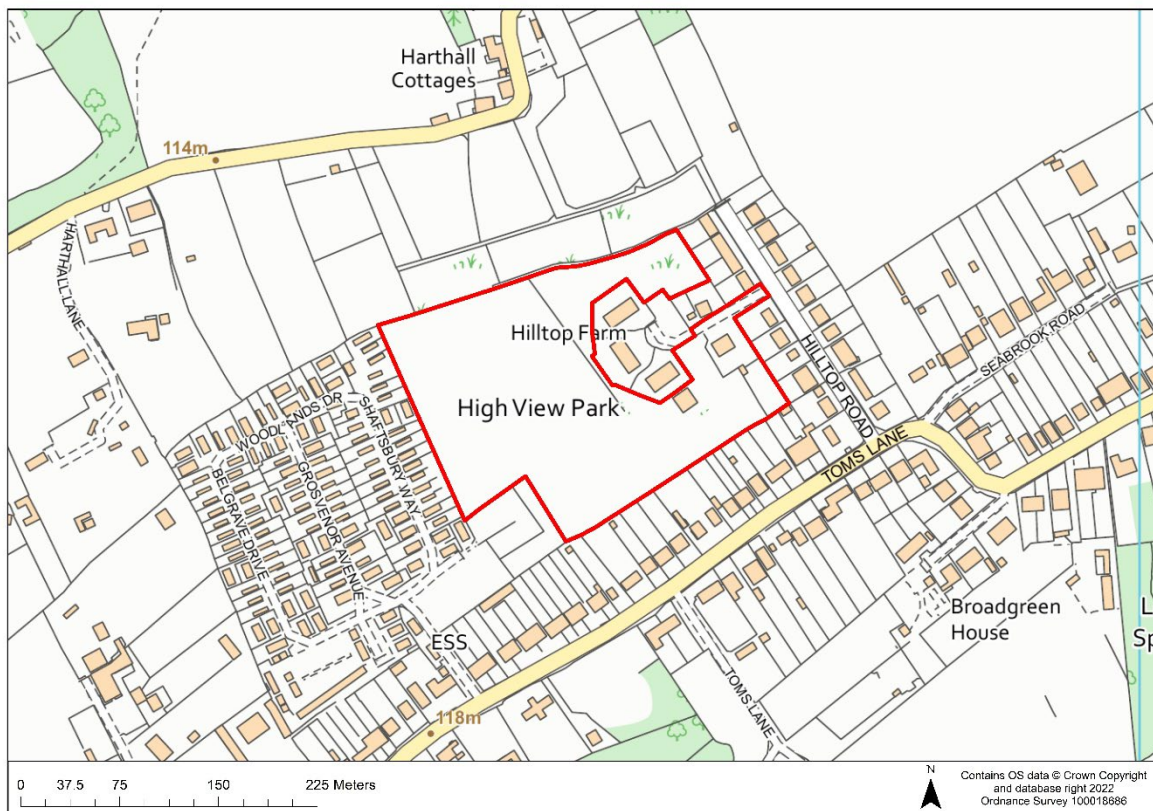 Harthall
Cottages
114m
HARTHALL LANE
Hilltop Farm
High View Park
HILLTOP ROAD
SEABROOK ROAD
TOMS LANE
WOODLANDS DR
SHAFTSBURY WAY
GROSVENOR AVENUE
BELGRAVE DRIVE
ESS
Broadgreen
House
L
Sp
TOMS LANE
118m
0 37.5 75 150 225 Meters
N
Contains OS data © Crown Copyright
and database right 2022
Ordnance Survey 100018686